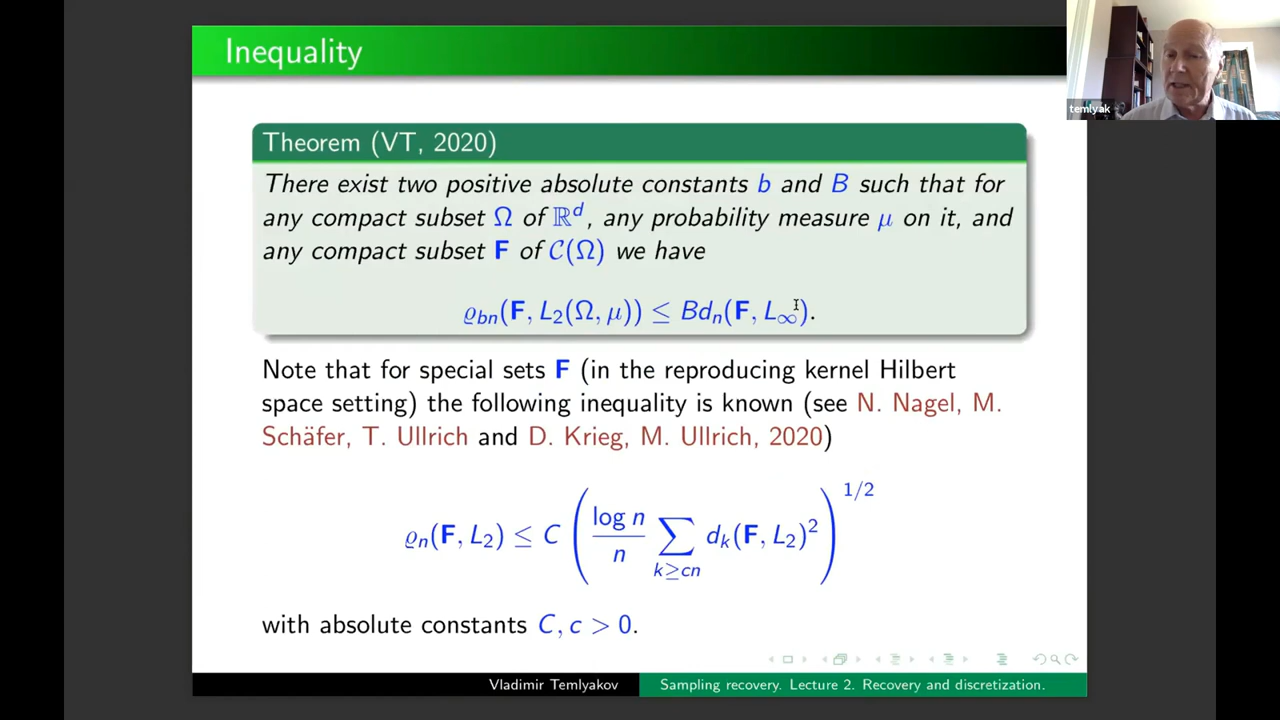 Inequality
temlyak
Theorem (VT, 2020)
There exist two positive absolute constants b and B such that for
any compact subset Ω of ℝ^d, any probability measure μ on it, and
any compact subset F of 𝒞(Ω) we have
ϱ_{bn}(F, L_2(Ω, μ)) ≤ Bd_n(F, L_∞).
Note that for special sets F (in the reproducing kernel Hilbert
space setting) the following inequality is known (see N. Nagel, M.
Schäfer, T. Ullrich and D. Krieg, M. Ullrich, 2020)
ϱ_n(F, L_2) ≤ C ( \frac{log n}{n} ∑_{k≥cn} d_k(F, L_2)^2 )^{1/2}
with absolute constants C, c > 0.
Vladimir Temlyakov Sampling recovery. Lecture 2. Recovery and discretization.